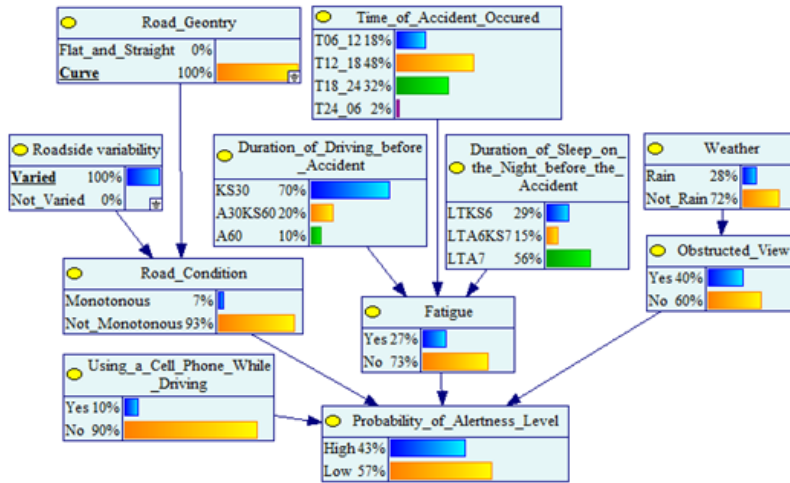 Road_Geontry
Flat_and_Straight 0%
Curve 100%
Time_of_Accident_Occured
T06_12 18%
T12_18 48%
T18_24 32%
T24_06 2%
Roadside variability
Varied 100%
Not_Varied 0%
Duration_of_Driving_before
_Accident
KS30 70%
A30KS60 20%
A60 10%
Duration_of_Sleep_on_
the_Night_before_the_
Accident
LTKS6 29%
LTA6KS7 15%
LTA7 56%
Weather
Rain 28%
Not_Rain 72%
Road_Condition
Monotonous 7%
Not_Monotonous 93%
Fatigue
Yes 27%
No 73%
Obstructed_View
Yes 40%
No 60%
Using_a_Cell_Phone_While
_Driving
Yes 10%
No 90%
Probability_of_Alertness_Level
High 43%
Low 57%